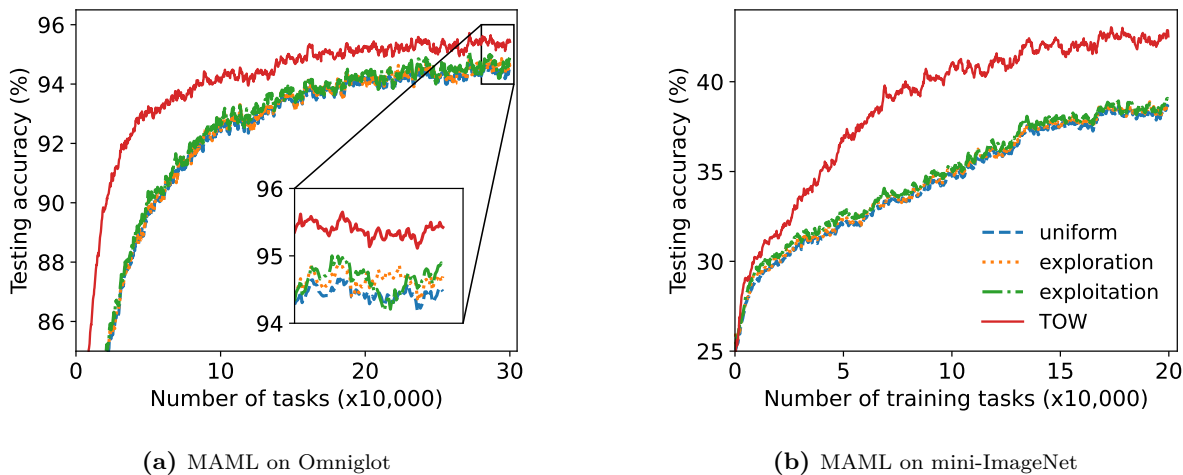 96
94
92
90
88
86
0
10
20
30
Testing accuracy (%)
Number of tasks (x10,000)
96
95
94
(a) MAML on Omniglot
40
35
30
25
0
5
10
15
20
Testing accuracy (%)
Number of training tasks (x10,000)
uniform
exploration
exploitation
TOW
(b) MAML on mini-ImageNet